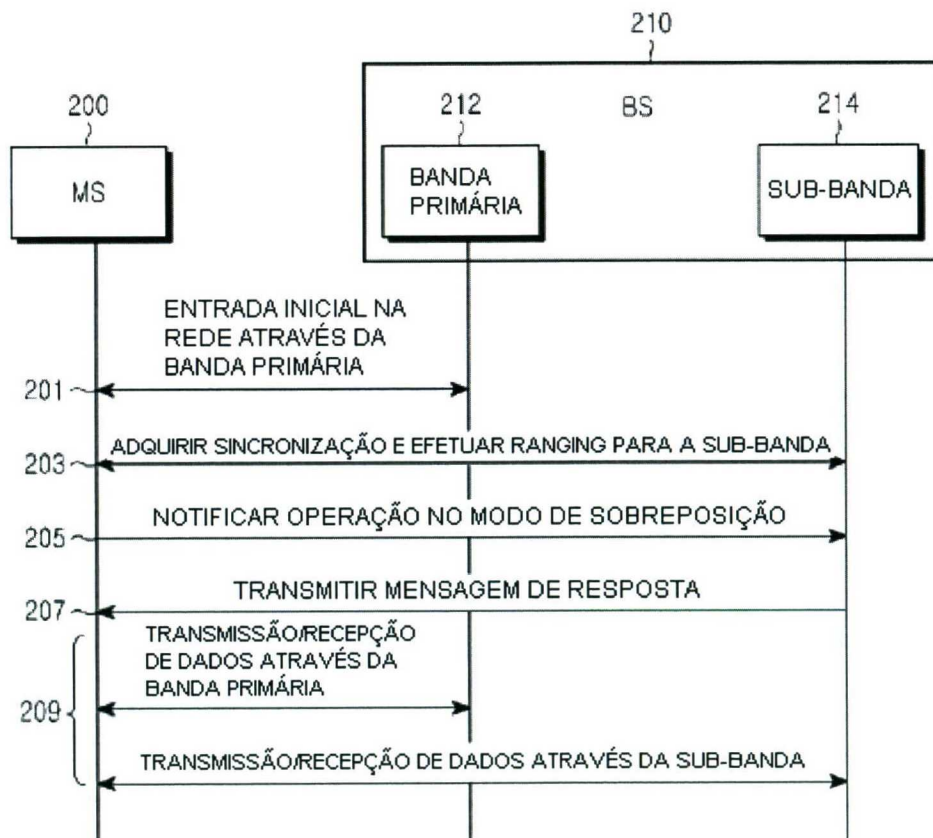 210
200
212
BS
214
MS
BANDA
PRIMÁRIA
SUB-BANDA
ENTRADA INICIAL NA
REDE ATRAVÉS DA
BANDA PRIMÁRIA
201
ADQUIRIR SINCRONIZAÇÃO E EFETUAR RANGING PARA A SUB-BANDA
203
NOTIFICAR OPERAÇÃO NO MODO DE SOBREPOSIÇÃO
205
TRANSMITIR MENSAGEM DE RESPOSTA
207
TRANSMISSÃO/RECEPÇÃO
DE DADOS ATRAVÉS DA
BANDA PRIMÁRIA
209
TRANSMISSÃO/RECEPÇÃO DE DADOS ATRAVÉS DA SUB-BANDA